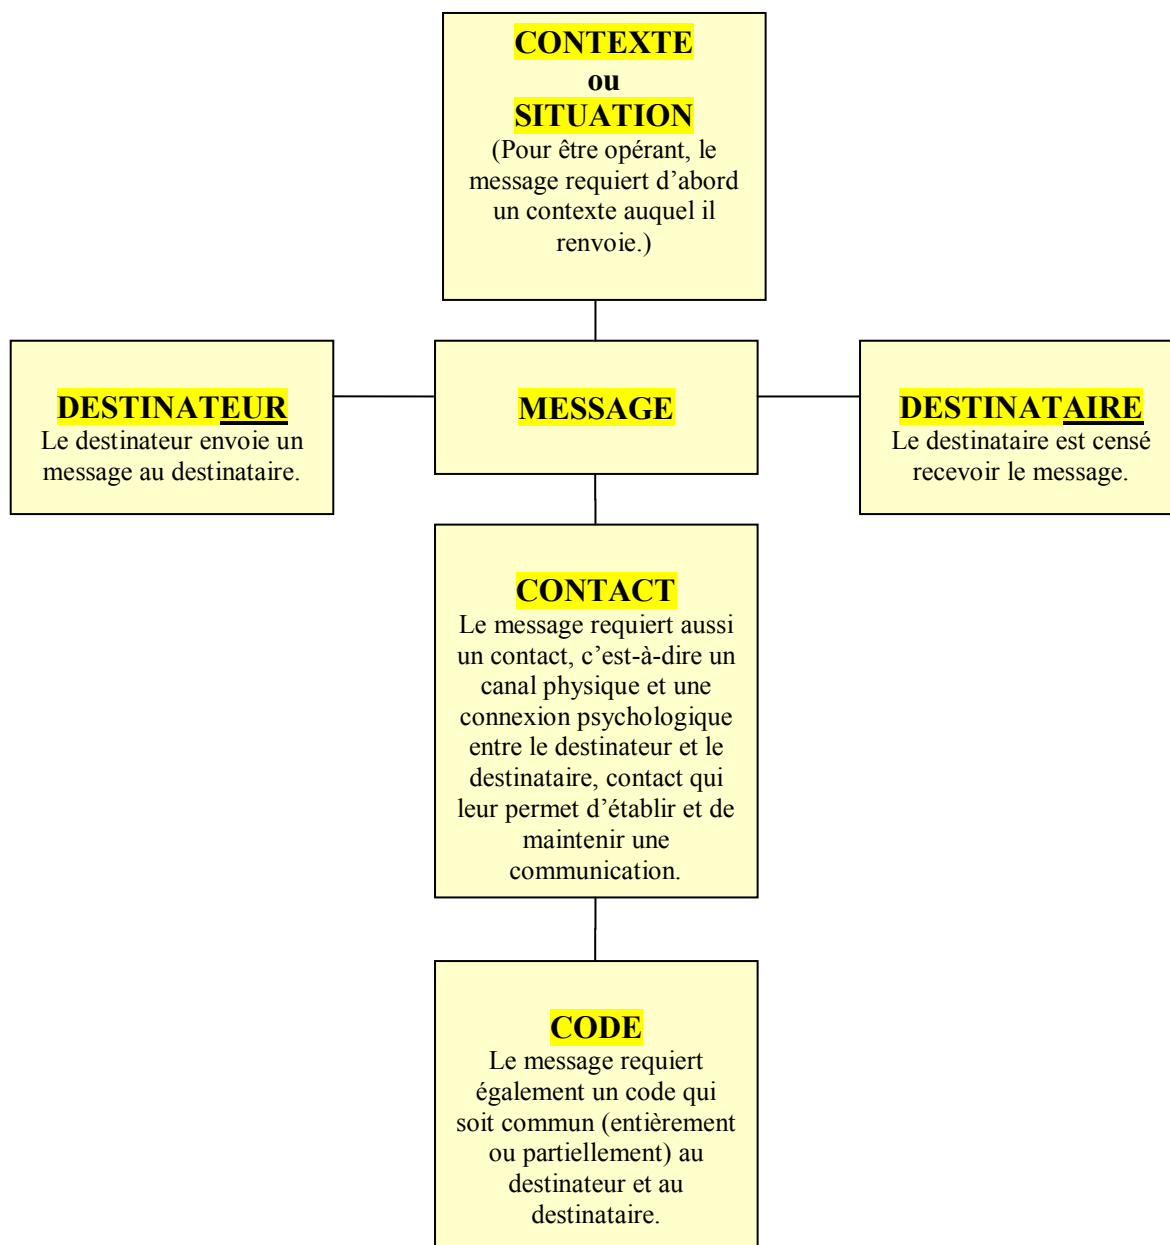 CONTEXTE
ou
SITUATION
(Pour être opérant, le
message requiert d’abord
un contexte auquel il
renvoie.)
DESTINATEUR
Le destinateur envoie un
message au destinataire.
MESSAGE
DESTINATAIRE
Le destinataire est censé
recevoir le message.
CONTACT
Le message requiert aussi
un contact, c’est-à-dire un
canal physique et une
connexion psychologique
entre le destinateur et le
destinataire, contact qui
leur permet d’établir et de
maintenir une
communication.
CODE
Le message requiert
également un code qui
soit commun (entièrement
ou partiellement) au
destinateur et au
destinataire.